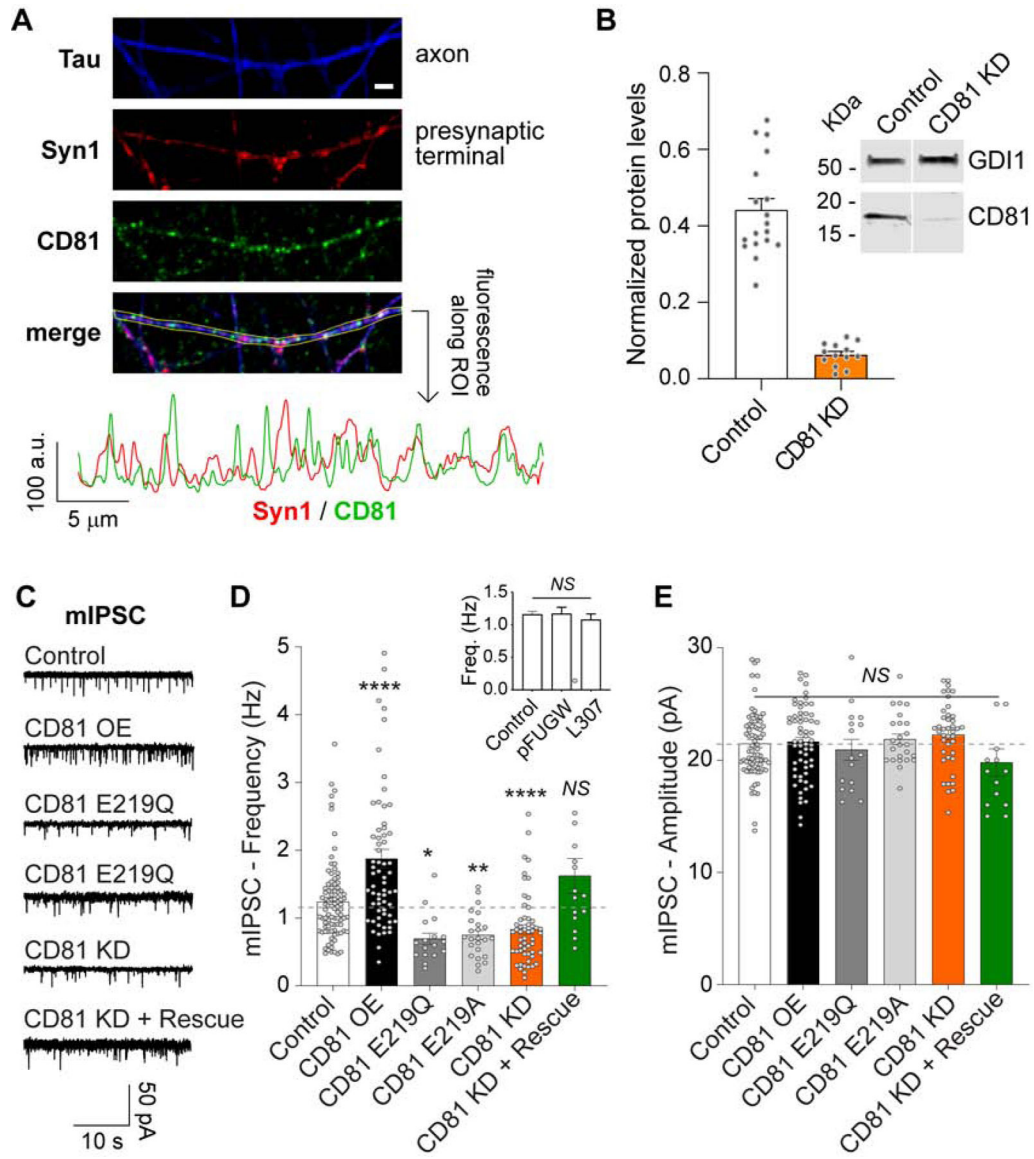 A
Tau
axon
Syn1
presynaptic
terminal
CD81
merge
fluorescence
along ROI
100 a.u.
5 µm
Syn1 / CD81
B
Normalized protein levels
0.8
0.6
0.4
0.2
0.0
Control
CD81 KD
KDa
Control
CD81 KD
50 -
GDI1
20 -
15 -
CD81
C
mIPSC
Control
CD81 OE
CD81 E219Q
CD81 E219Q
CD81 KD
CD81 KD + Rescue
50 pA
10 s
D
mIPSC - Frequency (Hz)
5
4
3
2
1
0
****
*
**
****
NS
Control
CD81 OE
CD81 E219Q
CD81 E219A
CD81 KD
CD81 KD + Rescue
NS
Freq. (Hz)
1.5
1.0
0.5
0.0
Control
pFUGW
L307
E
mIPSC - Amplitude (pA)
30
20
10
0
NS
Control
CD81 OE
CD81 E219Q
CD81 E219A
CD81 KD
CD81 KD + Rescue